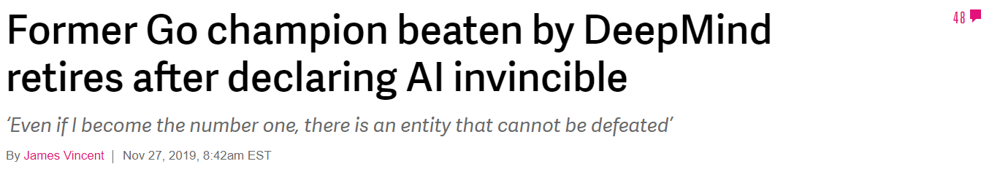 Former Go champion beaten by DeepMind
48
retires after declaring AI invincible
‘Even if I become the number one, there is an entity that cannot be defeated’
By James Vincent | Nov 27, 2019, 8:42am EST